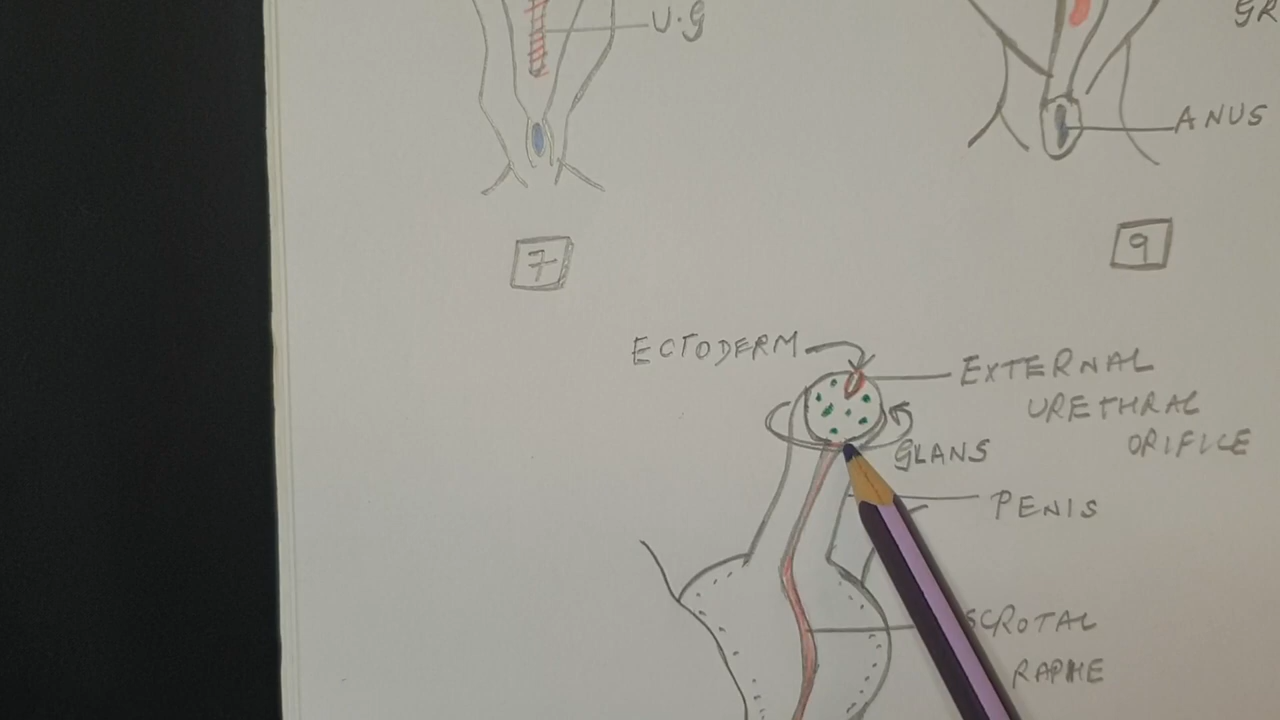 U.G
GR
ANUS
7
9
ECTODERM
EXTERNAL
URETHRAL
ORIFICE
GLANS
PENIS
SCROTAL
RAPHE